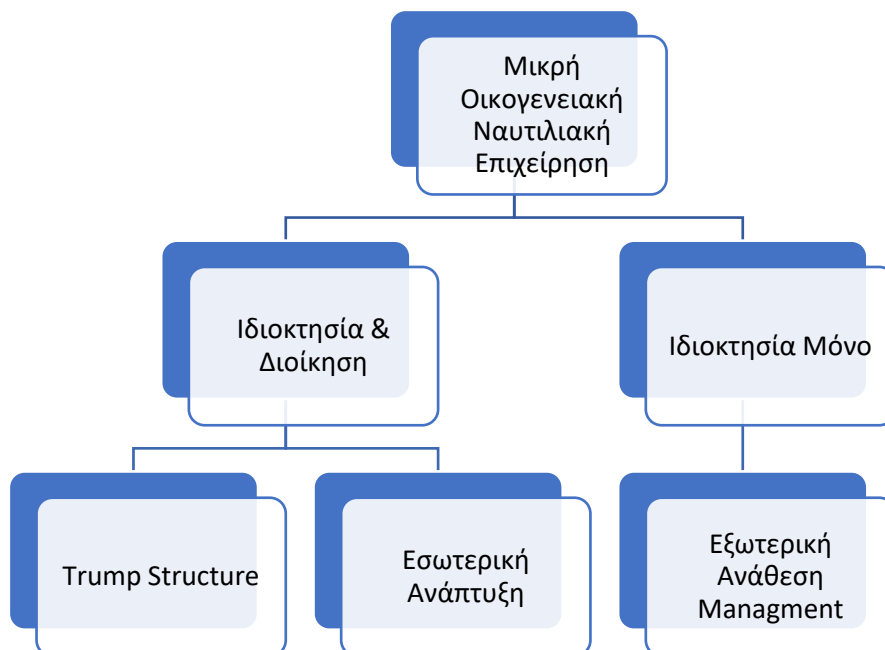 Μικρή
Οικογενειακή
Ναυτιλιακή
Επιχείρηση
Ιδιοκτησία &
Διοίκηση
Ιδιοκτησία Μόνο
Trump Structure
Εσωτερική
Ανάπτυξη
Εξωτερική
Ανάθεση
Managment